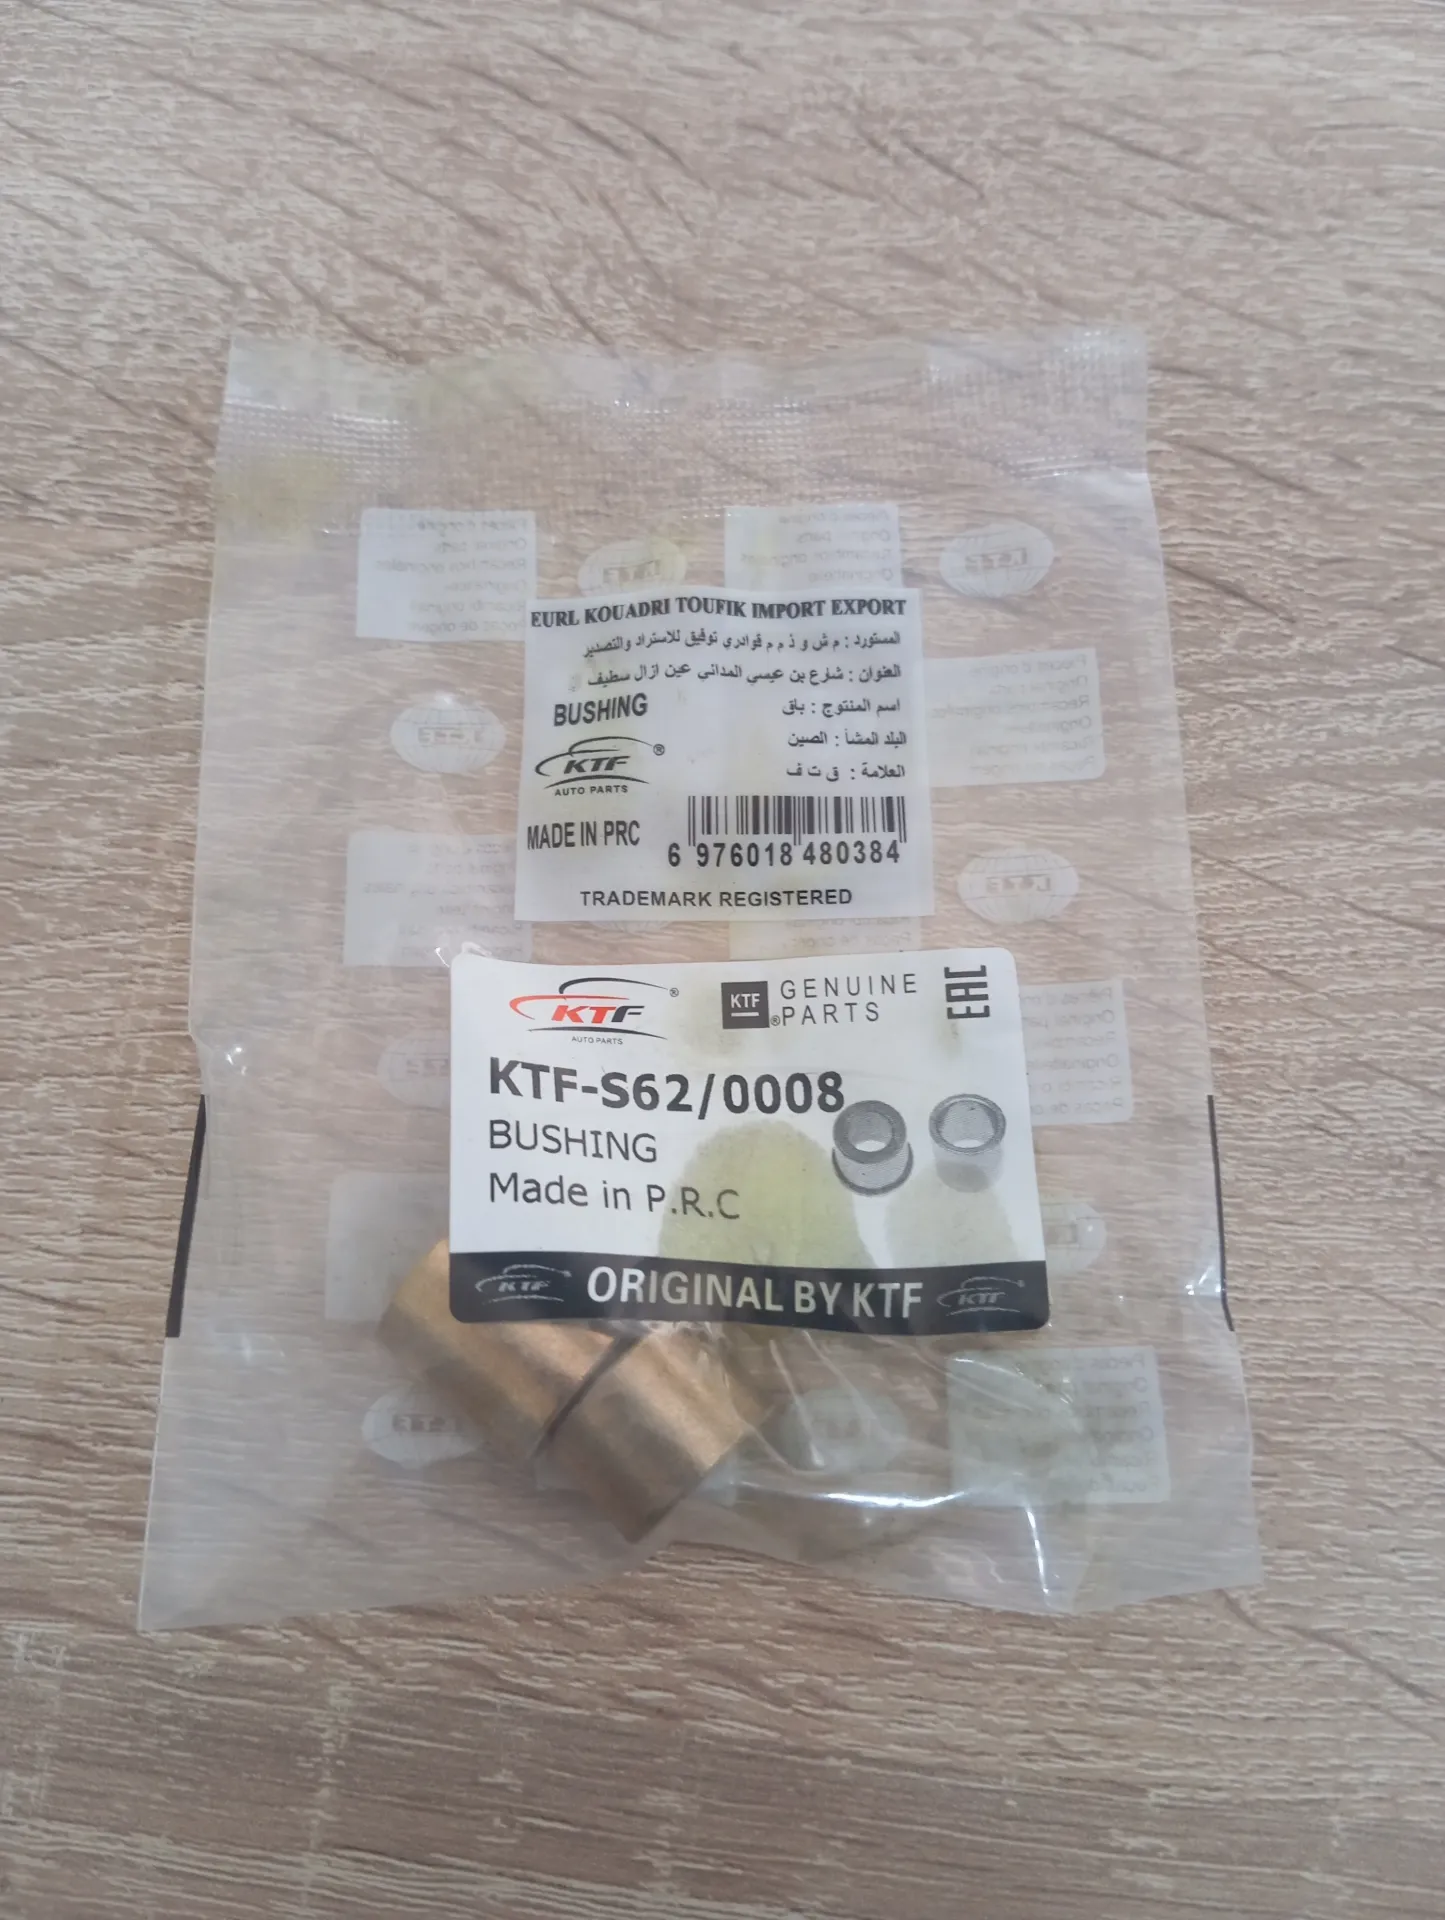 EURL KOUADRI TOUFIK IMPORT EXPORT
المستورد : م ش و ذ م م قوادري توفيق للاستراد والتصدير
العنوان : شارع بن عيسي المداني عين ازال سطيف
BUSHING
اسم المنتوج : باق
البلد المشأ : الصين
KTF ®
العلامة : ق ت ف
AUTO PARTS
MADE IN PRC
6 976018 480384
TRADEMARK REGISTERED
KTF ®
AUTO PARTS
KTF ®
GENUINE
PARTS
EAC
KTF-S62/0008
BUSHING
Made in P.R.C
KTF ORIGINAL BY KTF KTF